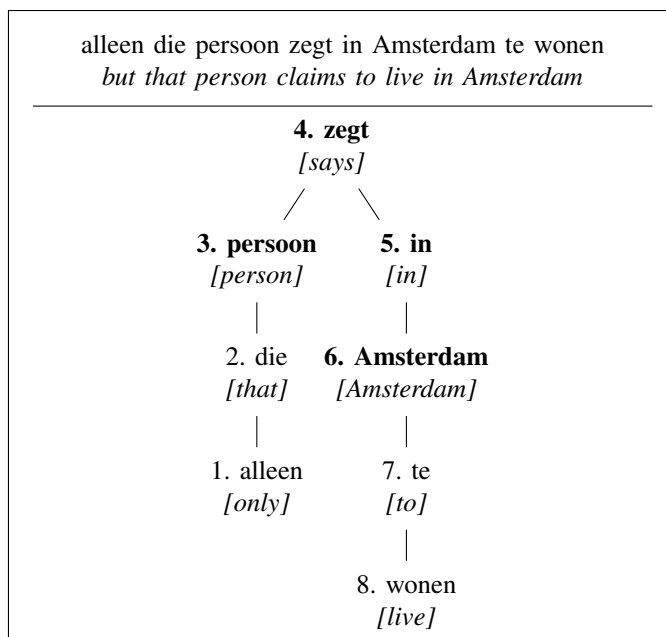 alleen die persoon zegt in Amsterdam te wonen
but that person claims to live in Amsterdam
4. zegt
[says]
3. persoon 5. in
[person] [in]
2. die 6. Amsterdam
[that] [Amsterdam]
1. alleen 7. te
[only] [to]
8. wonen
[live]